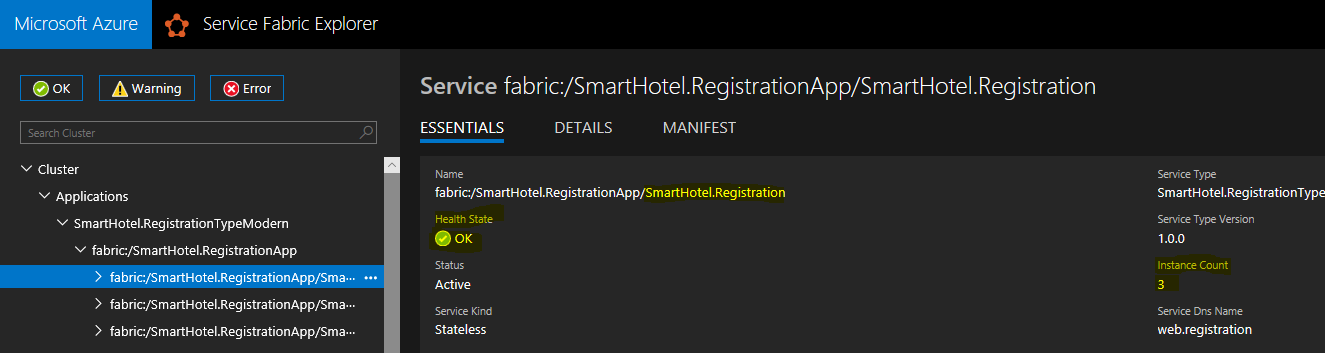 Microsoft Azure Service Fabric Explorer
OK Warning Error
Search Cluster
Cluster
Applications
SmartHotel.RegistrationTypeModern
fabric:/SmartHotel.RegistrationApp
fabric:/SmartHotel.RegistrationApp/Sma••• •••
fabric:/SmartHotel.RegistrationApp/Sma•••
fabric:/SmartHotel.RegistrationApp/Sma•••
Service fabric:/SmartHotel.RegistrationApp/SmartHotel.Registration
ESSENTIALS DETAILS MANIFEST
Name
fabric:/SmartHotel.RegistrationApp/SmartHotel.Registration
Health State
OK
Status
Active
Service Kind
Stateless
Service Type
SmartHotel.RegistrationType
Service Type Version
1.0.0
Instance Count
3
Service Dns Name
web.registration